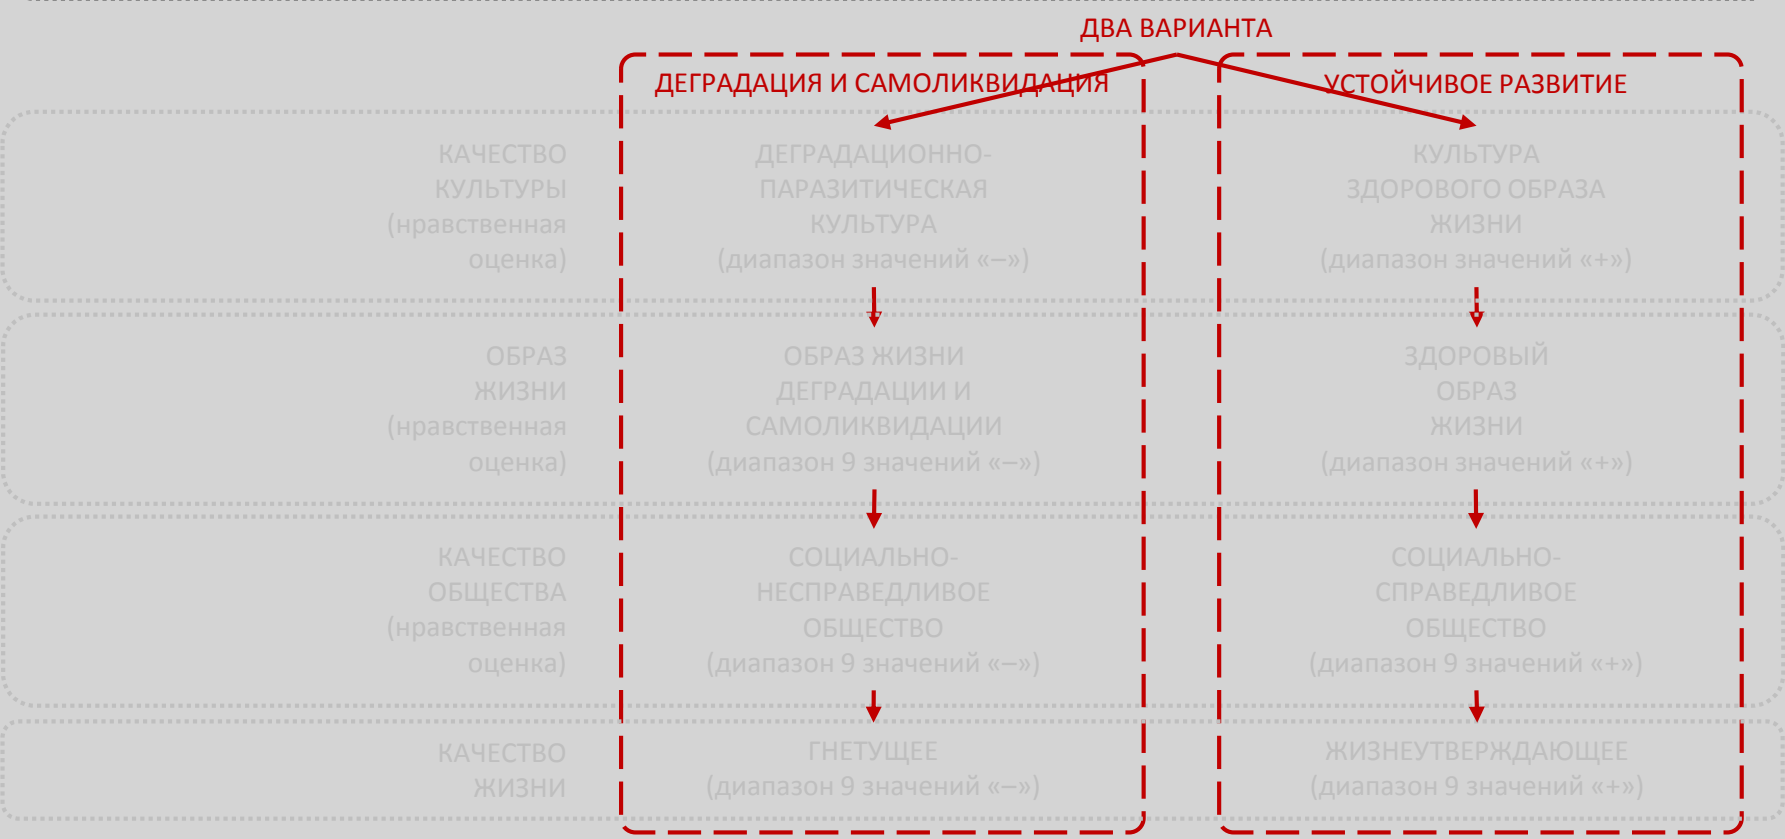 ДВА ВАРИАНТА
ДЕГРАДАЦИЯ И САМОЛИКВИДАЦИЯ
УСТОЙЧИВОЕ РАЗВИТИЕ
КАЧЕСТВО
КУЛЬТУРЫ
(нравственная
оценка)
ДЕГРАДАЦИОННО-
ПАРАЗИТИЧЕСКАЯ
КУЛЬТУРА
(диапазон значений «–»)
КУЛЬТУРА
ЗДОРОВОГО ОБРАЗА
ЖИЗНИ
(диапазон значений «+»)
ОБРАЗ
ЖИЗНИ
(нравственная
оценка)
ОБРАЗ ЖИЗНИ
ДЕГРАДАЦИИ И
САМОЛИКВИДАЦИИ
(диапазон 9 значений «–»)
ЗДОРОВЫЙ
ОБРАЗ
ЖИЗНИ
(диапазон значений «+»)
КАЧЕСТВО
ОБЩЕСТВА
(нравственная
оценка)
СОЦИАЛЬНО-
НЕСПРАВЕДЛИВОЕ
ОБЩЕСТВО
(диапазон 9 значений «–»)
СОЦИАЛЬНО-
СПРАВЕДЛИВОЕ
ОБЩЕСТВО
(диапазон 9 значений «+»)
КАЧЕСТВО
ЖИЗНИ
ГНЕТУЩЕЕ
(диапазон 9 значений «–»)
ЖИЗНЕУТВЕРЖДАЮЩЕЕ
(диапазон 9 значений «+»)